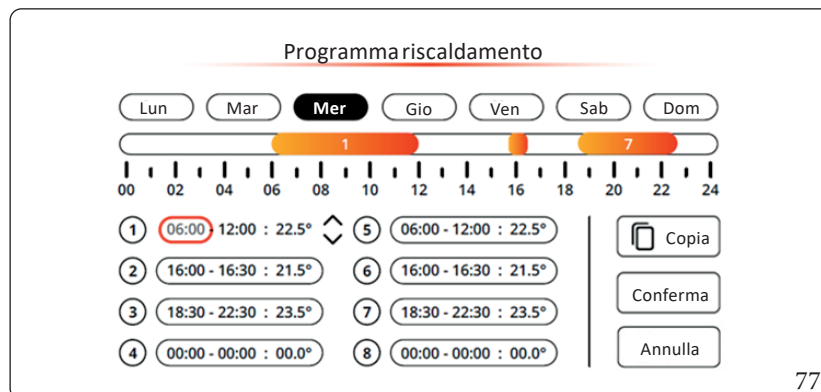 Programma riscaldamento
Lun Mar Mer Gio Ven Sab Dom
1 7
00 02 04 06 08 10 12 14 16 18 20 22 24
1 06:00 - 12:00 : 22.5° 5 06:00 - 12:00 : 22.5°
2 16:00 - 16:30 : 21.5° 6 16:00 - 16:30 : 21.5°
3 18:30 - 22:30 : 23.5° 7 18:30 - 22:30 : 23.5°
4 00:00 - 00:00 : 00.0° 8 00:00 - 00:00 : 00.0°
Copia
Conferma
Annulla
77